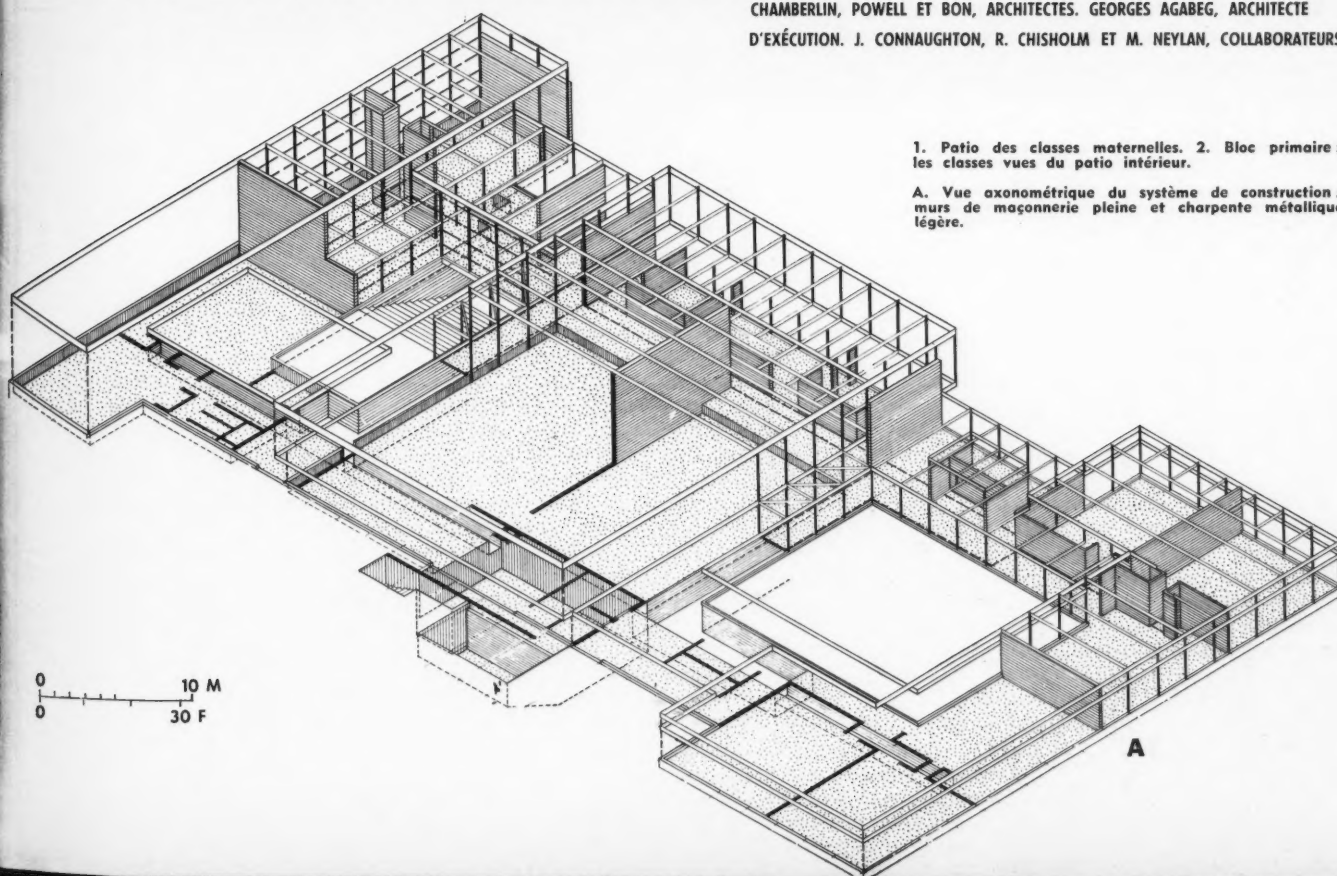 CHAMBERLIN, POWELL ET BON, ARCHITECTES. GEORGES AGABEG, ARCHITECTE
D'EXÉCUTION. J. CONNAUGHTON, R. CHISHOLM ET M. NEYLAN, COLLABORATEURS
1. Patio des classes maternelles. 2. Bloc primaire :
les classes vues du patio intérieur.
A. Vue axonométrique du système de construction :
murs de maçonnerie pleine et charpente métallique
légère.
0 10 M
0 30 F
A